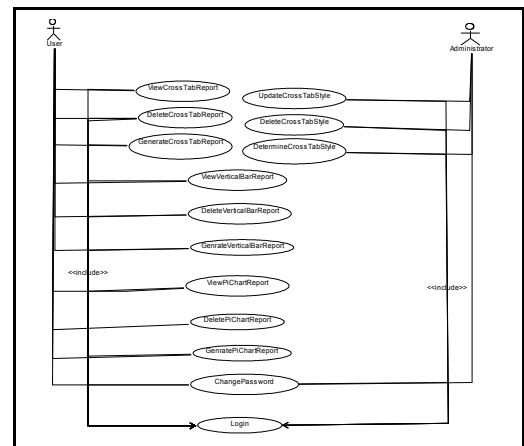 User
Administrator
ViewCrossTabReport
UpdateCrossTabStyle
DeleteCrossTabReport
DeleteCrossTabStyle
GenerateCrossTabReport
DetermineCrossTabStyle
ViewVerticalBarReport
DeleteVerticalBarReport
GenrateVerticalBarReport
<<include>>
ViewPiChartReport
<<include>>
DeletePiChartReport
GenratePiChartReport
ChangePassword
Login